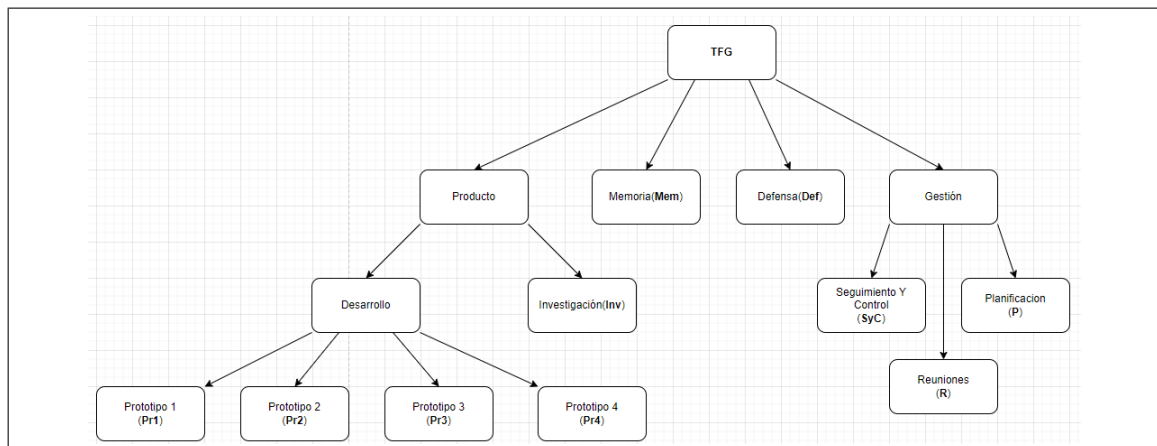 TFG
Producto
Memoria(Mem)
Defensa(Def)
Gestión
Desarrollo
Investigación(Inv)
Seguimiento Y
Control
(SyC)
Planificacion
(P)
Prototipo 1
(Pr1)
Prototipo 2
(Pr2)
Prototipo 3
(Pr3)
Prototipo 4
(Pr4)
Reuniones
(R)